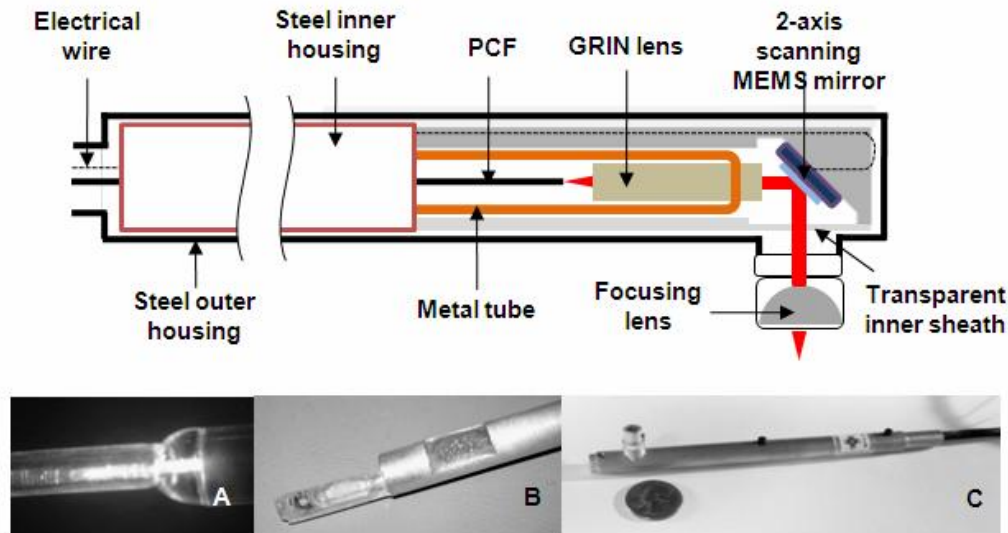 Electrical
wire
Steel inner
housing
PCF
GRIN lens
2-axis
scanning
MEMS mirror
Steel outer
housing
Metal tube
Focusing
lens
Transparent
inner sheath
A
B
C